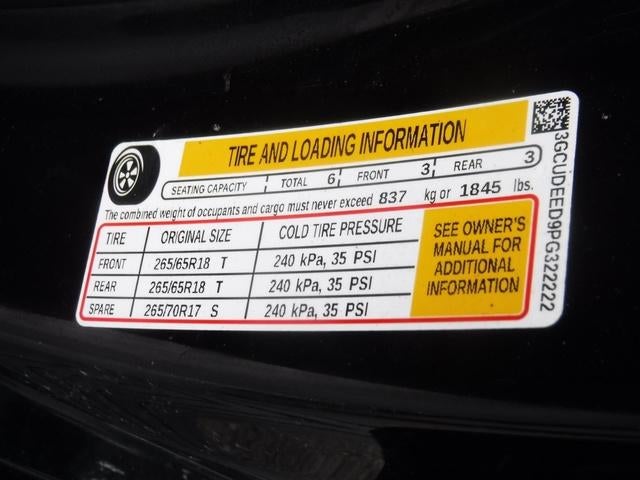 TIRE AND LOADING INFORMATION
SEATING CAPACITY TOTAL 6 FRONT 3 REAR 3
The combined weight of occupants and cargo must never exceed 837 kg or 1845 lbs.
TIRE ORIGINAL SIZE COLD TIRE PRESSURE
FRONT 265/65R18 T 240 kPa, 35 PSI
REAR 265/65R18 T 240 kPa, 35 PSI
SPARE 265/70R17 S 240 kPa, 35 PSI
SEE OWNER'S
MANUAL FOR
ADDITIONAL
INFORMATION
3GCUDEED9PG322222